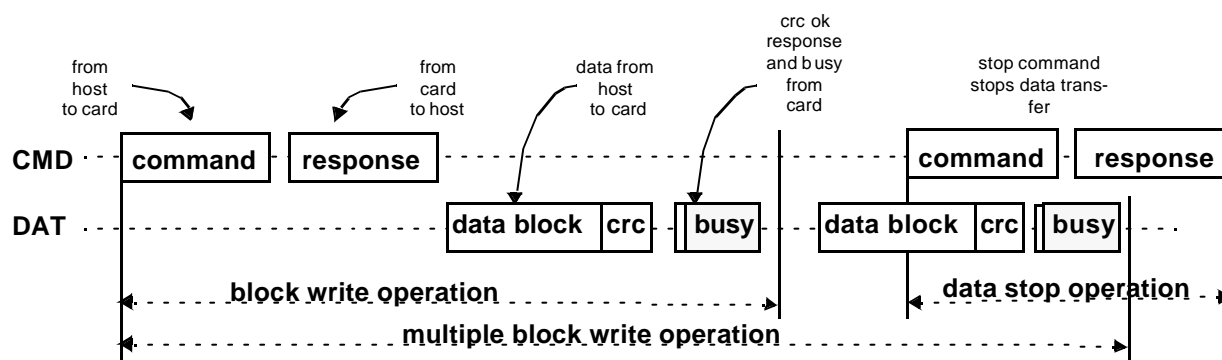 from
host
to card
from
card
to host
data from
host
to card
crc ok
response
and busy
from
card
stop command
stops data trans-
fer
CMD command response command response
DAT data block crc busy data block crc busy
block write operation data stop operation
multiple block write operation